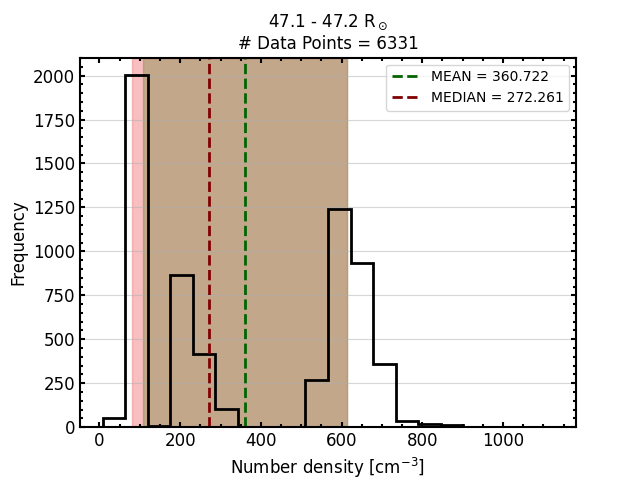 47.1 - 47.2 R⊙
# Data Points = 6331
MEAN = 360.722
MEDIAN = 272.261
Frequency
2000
1750
1500
1250
1000
750
500
250
0
0 200 400 600 800 1000
Number density [cm⁻³]